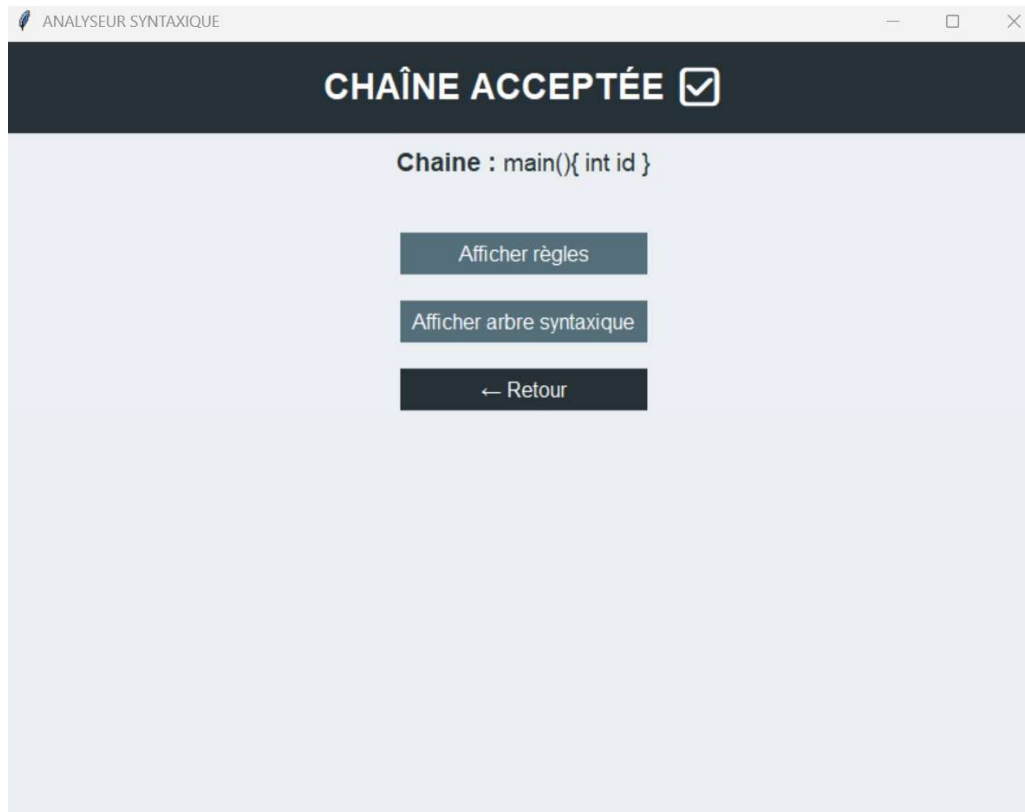 ANALYSEUR SYNTAXIQUE
CHAÎNE ACCEPTÉE ☑
Chaine : main(){ int id }
Afficher règles
Afficher arbre syntaxique
← Retour